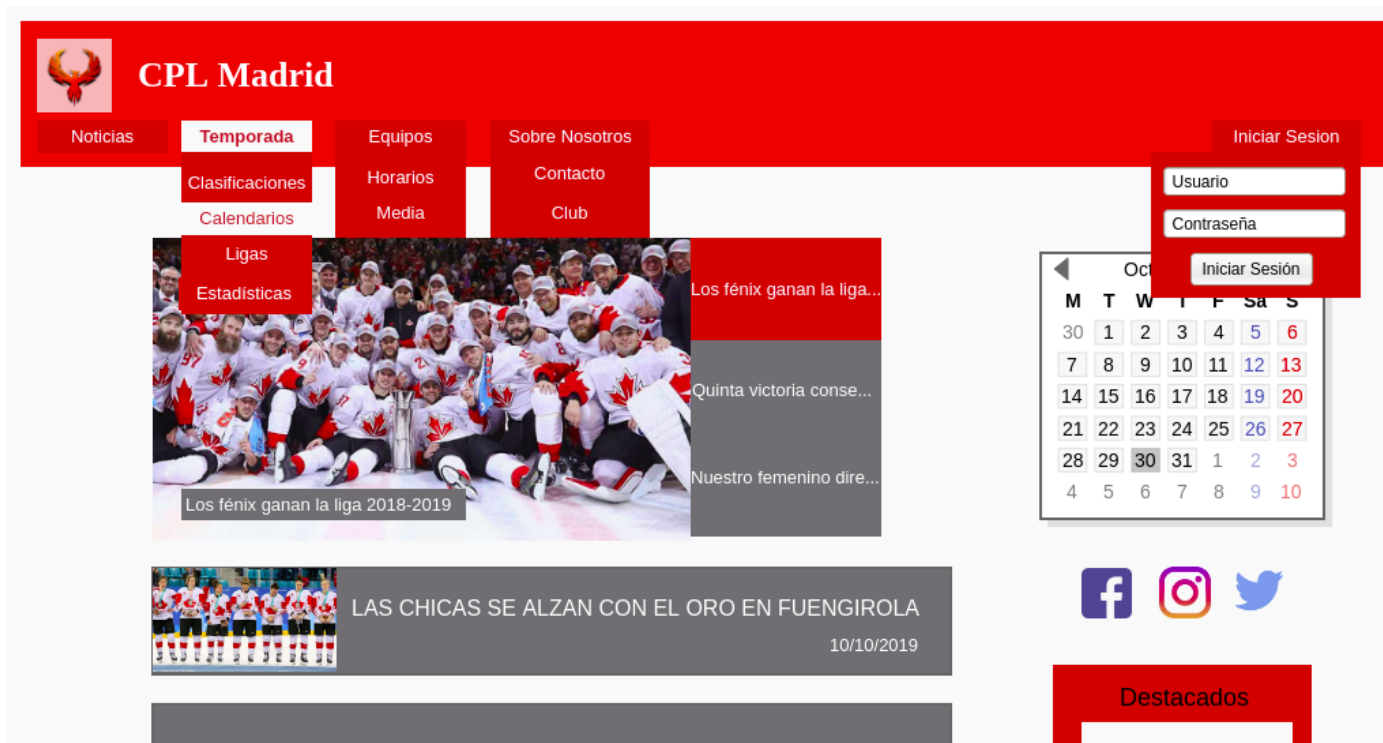 CPL Madrid
Noticias
Temporada
Equipos
Sobre Nosotros
Iniciar Sesion
Clasificaciones
Calendarios
Ligas
Estadísticas
Horarios
Media
Contacto
Club
Usuario
Contraseña
Iniciar Sesión
Los fénix ganan la liga...
Quinta victoria conse...
Nuestro femenino dire...
Los fénix ganan la liga 2018-2019
Oct
M T W T F Sa S
30 1 2 3 4 5 6
7 8 9 10 11 12 13
14 15 16 17 18 19 20
21 22 23 24 25 26 27
28 29 30 31 1 2 3
4 5 6 7 8 9 10
LAS CHICAS SE ALZAN CON EL ORO EN FUENGIROLA
10/10/2019
Destacados